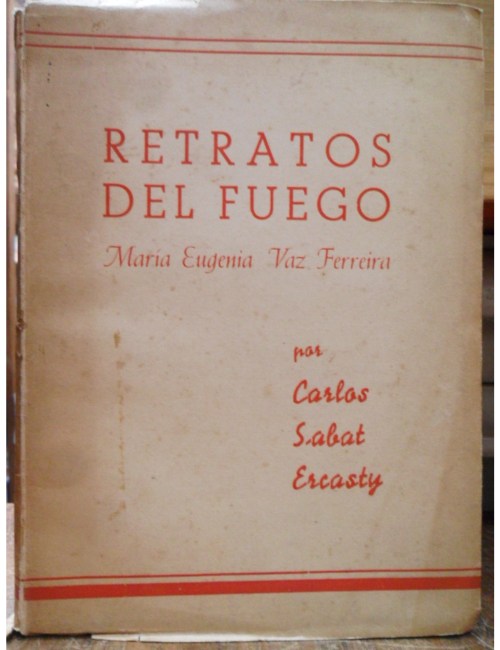 RETRATOS
DEL FUEGO
María Eugenia Vaz Ferreira
por
Carlos
Sabat
Ercasty